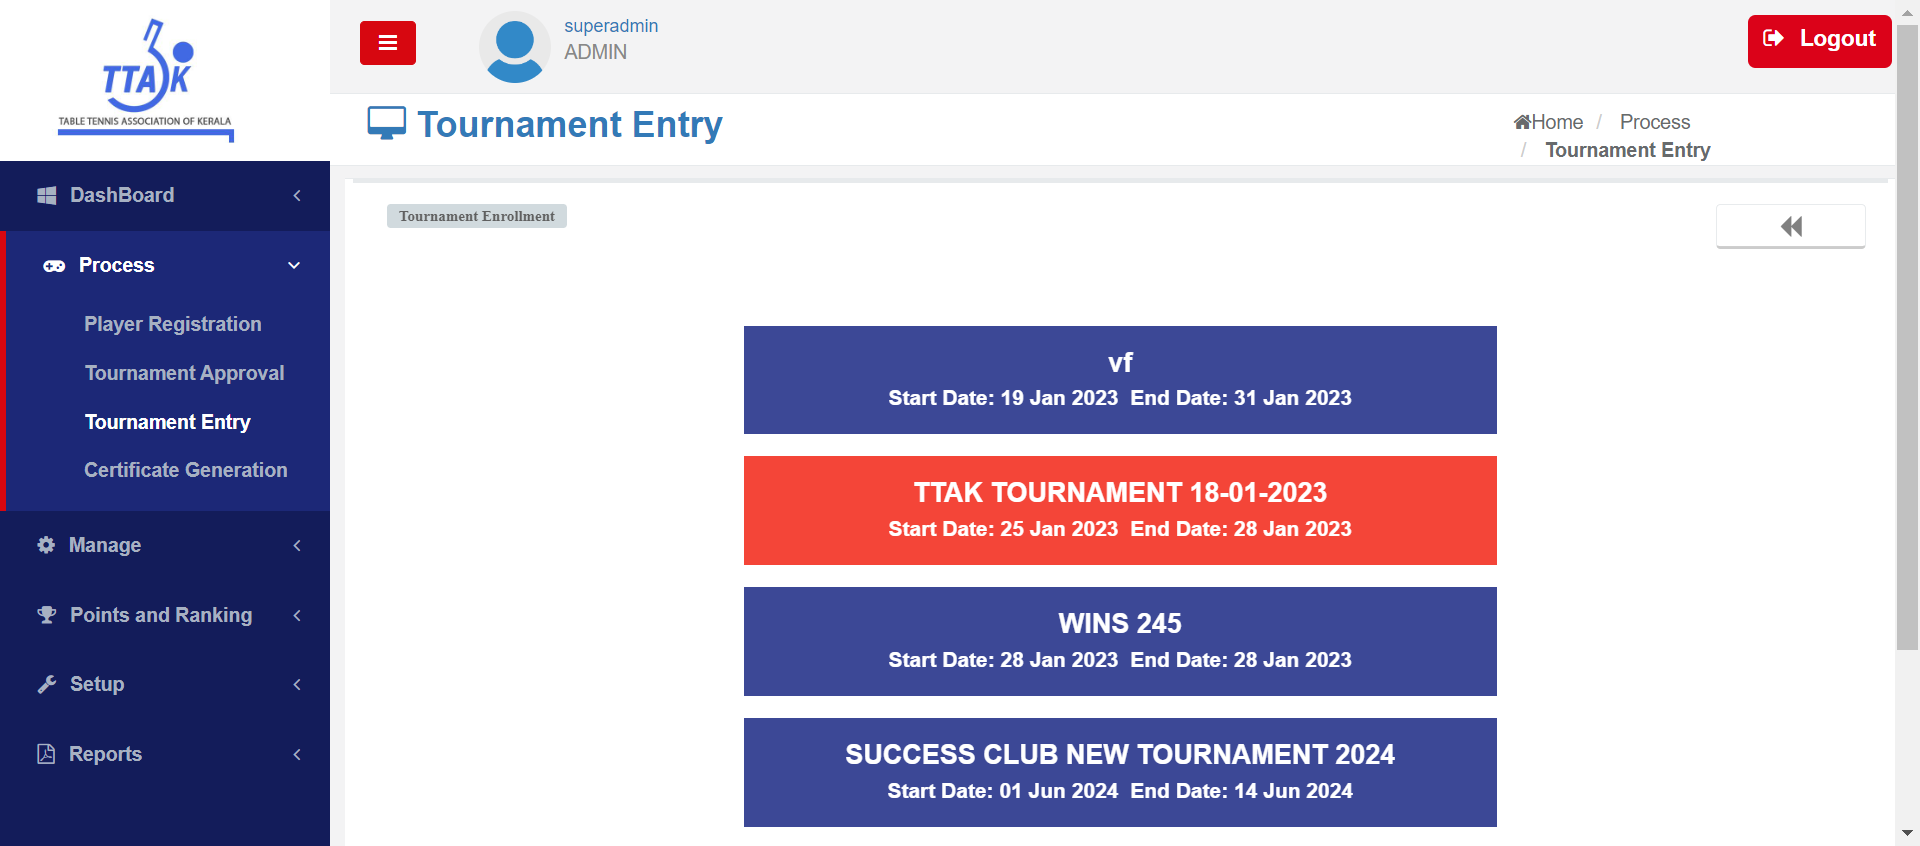 TTAK
TABLE TENNIS ASSOCIATION OF KERALA
superadmin
ADMIN
Logout
Tournament Entry
Home / Process
/ Tournament Entry
DashBoard
Process
Player Registration
Tournament Approval
Tournament Entry
Certificate Generation
Manage
Points and Ranking
Setup
Reports
Tournament Enrollment
vf
Start Date: 19 Jan 2023 End Date: 31 Jan 2023
TTAK TOURNAMENT 18-01-2023
Start Date: 25 Jan 2023 End Date: 28 Jan 2023
WINS 245
Start Date: 28 Jan 2023 End Date: 28 Jan 2023
SUCCESS CLUB NEW TOURNAMENT 2024
Start Date: 01 Jun 2024 End Date: 14 Jun 2024